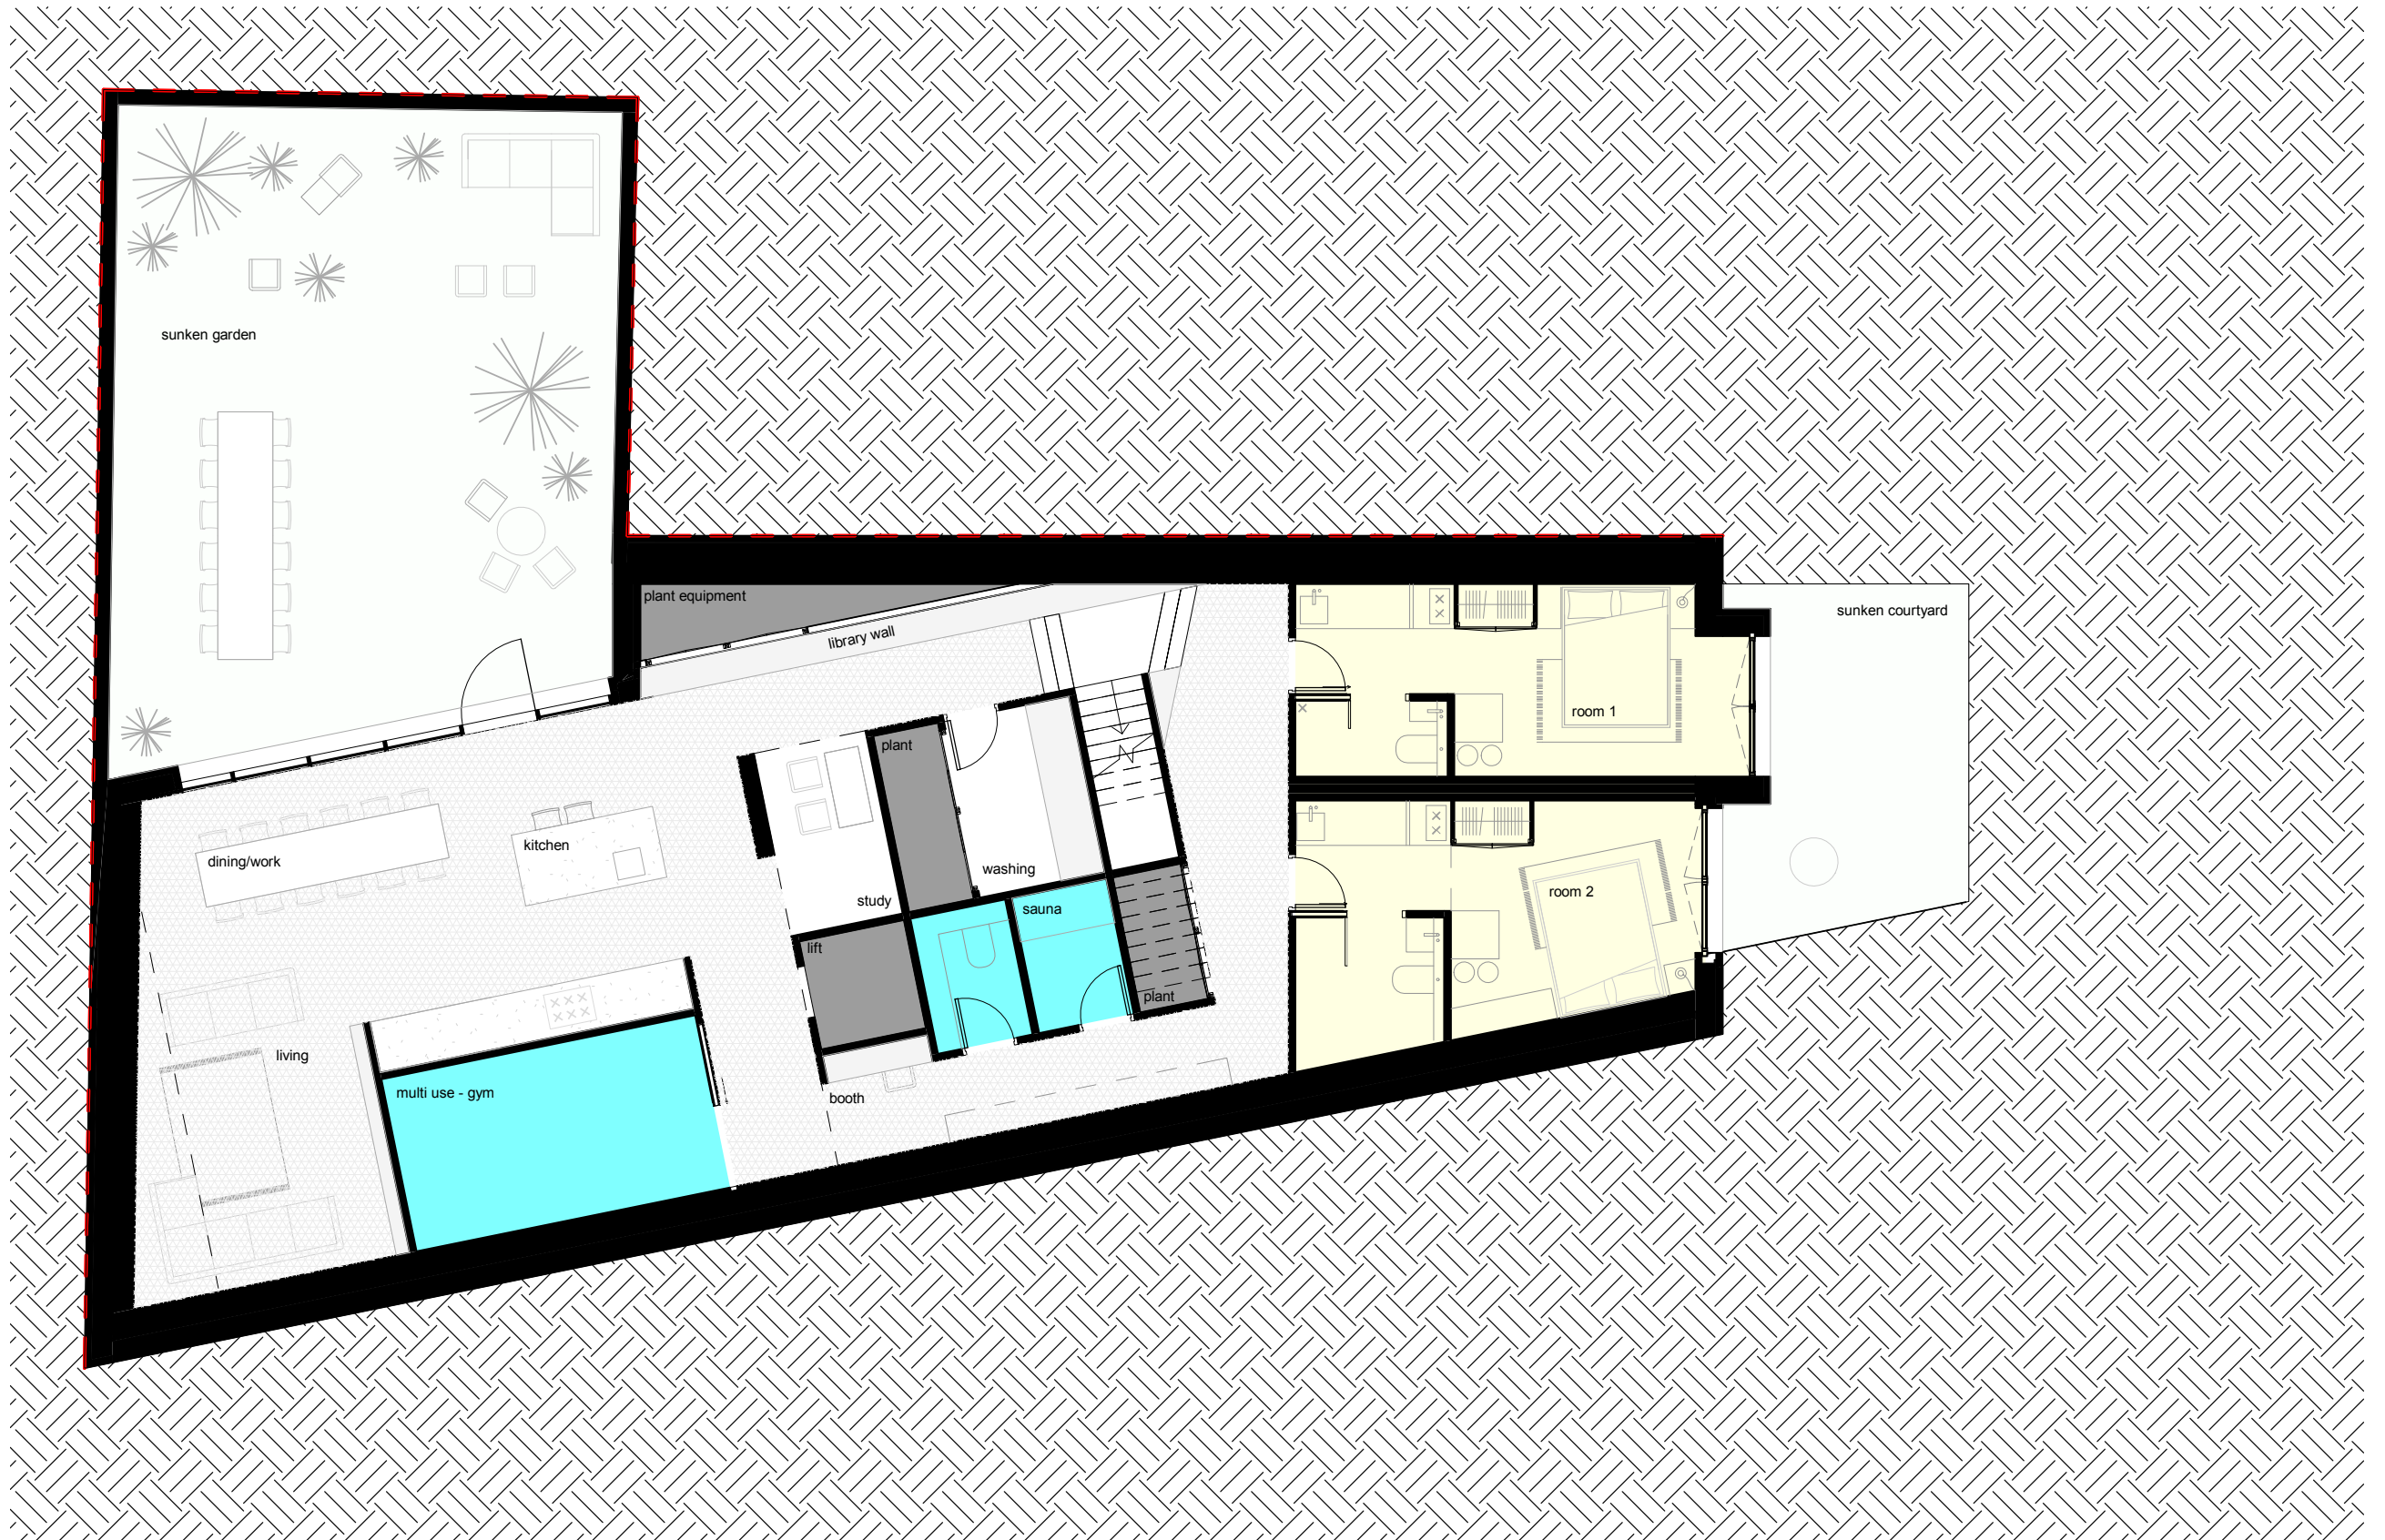 sunken garden
plant equipment
library wall
sunken courtyard
room 1
plant
kitchen
dining/work
washing
study
room 2
sauna
lift
plant
living
multi use - gym
booth